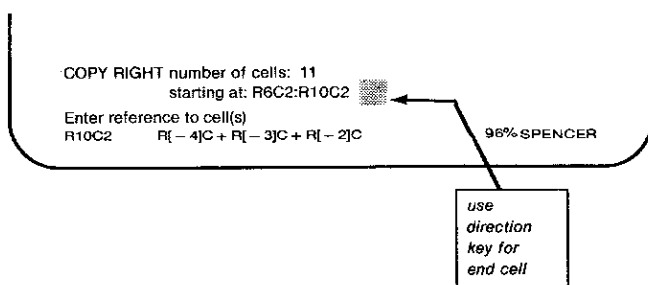 COPY RIGHT number of cells: 11
starting at: R6C2:R10C2
Enter reference to cell(s)
R10C2 R[-4]C + R[-3]C + R[-2]C 96% SPENCER
use
direction
key for
end cell